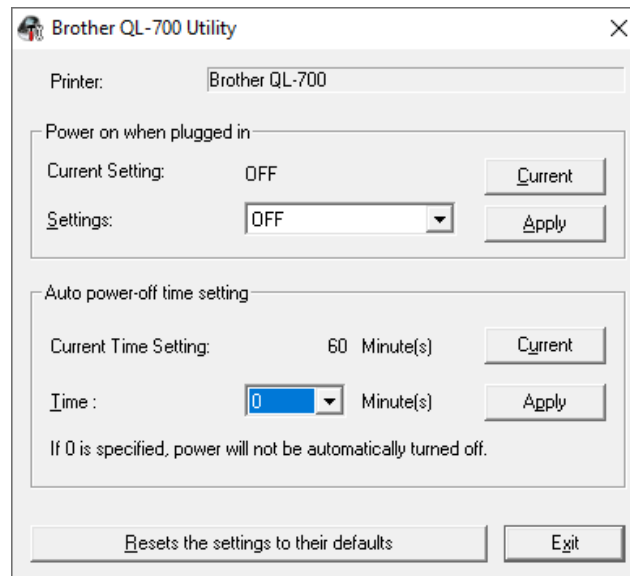 Brother QL-700 Utility
Printer: Brother QL-700
Power on when plugged in
Current Setting: OFF Current
Settings: OFF Apply
Auto power-off time setting
Current Time Setting: 60 Minute(s) Current
Time : 0 Minute(s) Apply
If 0 is specified, power will not be automatically turned off.
Resets the settings to their defaults Exit